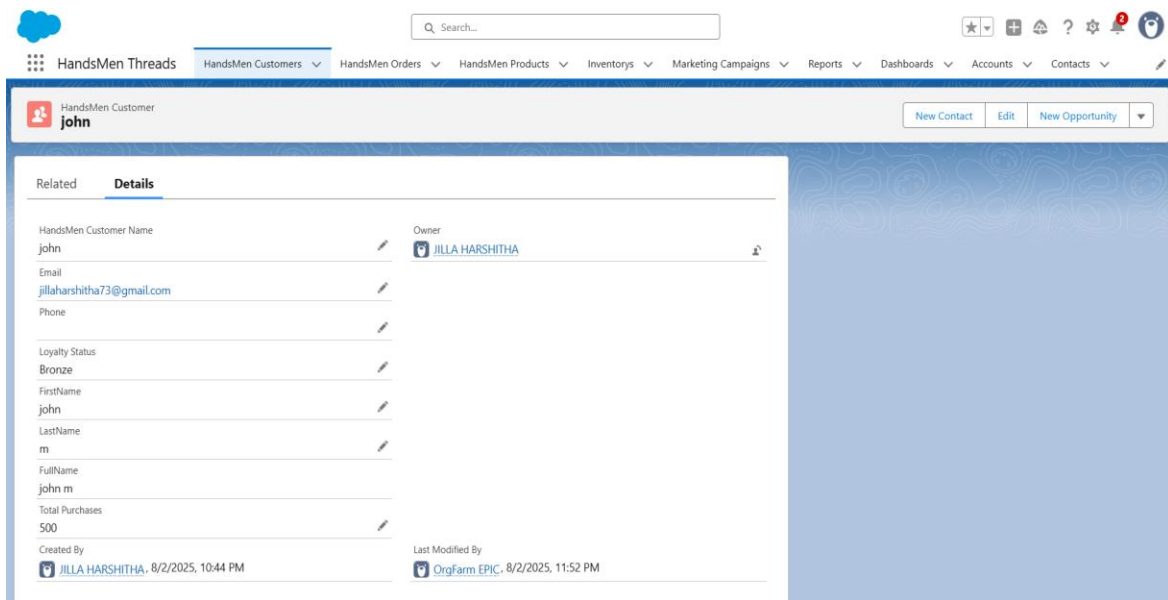 Search...
2
HandsMen Threads HandsMen Customers HandsMen Orders HandsMen Products Inventorys Marketing Campaigns Reports Dashboards Accounts Contacts
HandsMen Customer
john
New Contact Edit New Opportunity
Related Details
HandsMen Customer Name
john
Owner
JILLA HARSHITHA
Email
jillaharshitha73@gmail.com
Phone
Loyalty Status
Bronze
FirstName
john
LastName
m
FullName
john m
Total Purchases
500
Created By
JILLA HARSHITHA, 8/2/2025, 10:44 PM
Last Modified By
OrgFarm EPIC, 8/2/2025, 11:52 PM